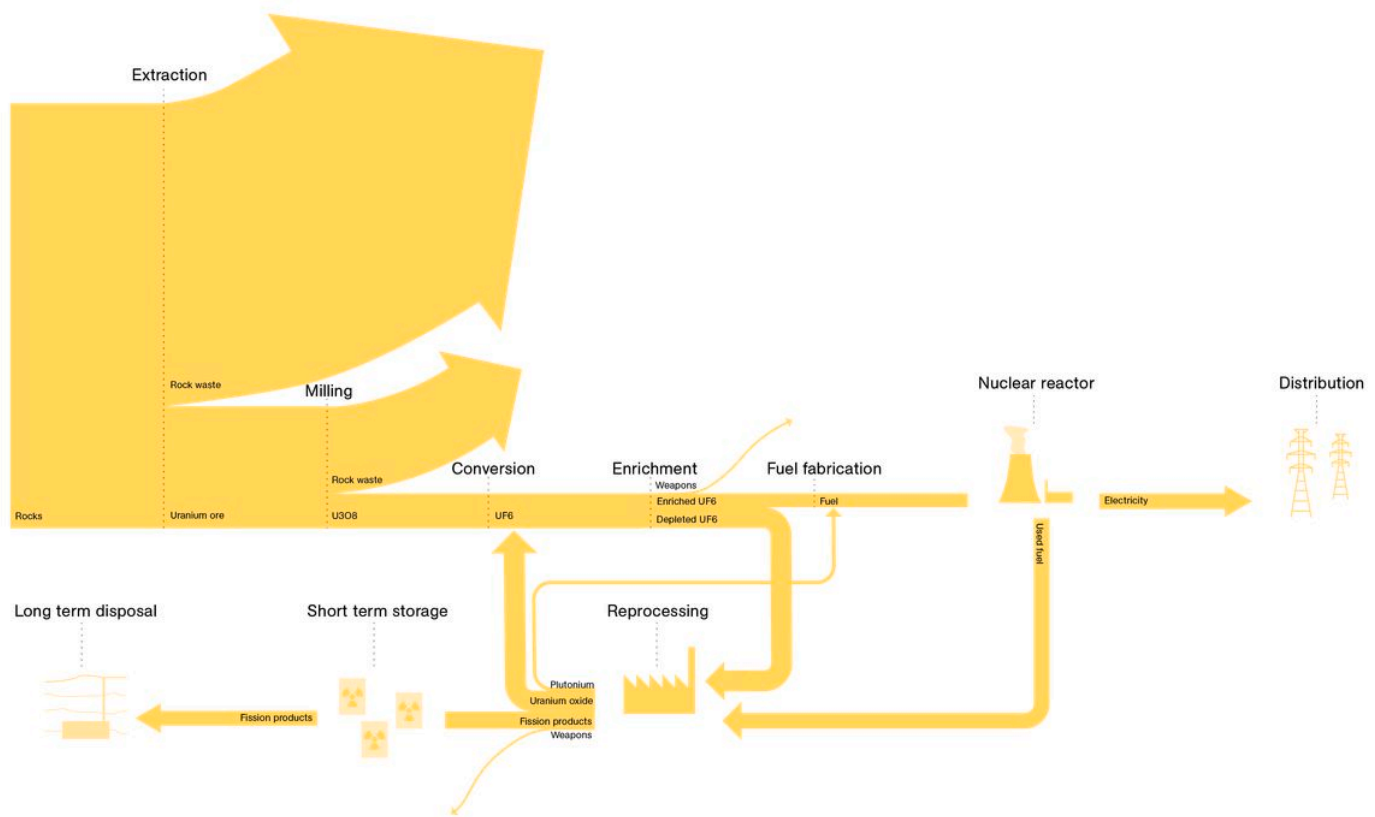 Extraction
Rock waste
Milling
Nuclear reactor
Distribution
Rock waste
Conversion
Enrichment
Fuel fabrication
Weapons
Enriched UF6
Fuel
Electricity
Rocks
Uranium ore
U3O8
UF6
Depleted UF6
Used fuel
Long term disposal
Short term storage
Reprocessing
Plutonium
Uranium oxide
Fission products
Fission products
Weapons